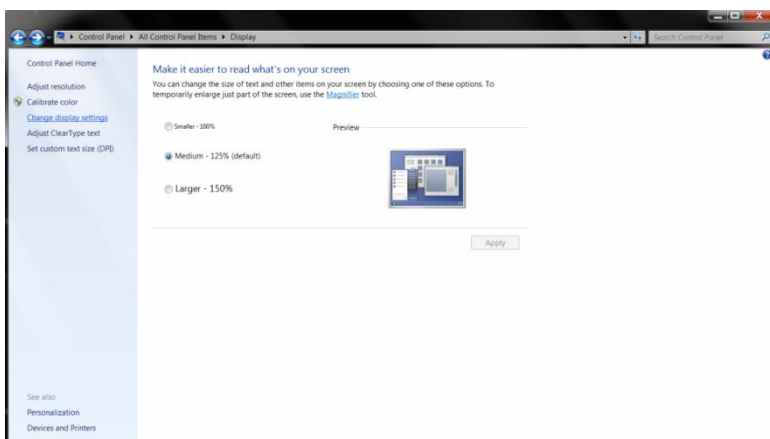 Control Panel ▸ All Control Panel Items ▸ Display
Search Control Panel
Control Panel Home
Adjust resolution
Calibrate color
Change display settings
Adjust ClearType text
Set custom text size (DPI)
Make it easier to read what's on your screen
You can change the size of text and other items on your screen by choosing one of these options. To
temporarily enlarge just part of the screen, use the Magnifier tool.
Smaller - 100%
Preview
Medium - 125% (default)
Larger - 150%
Apply
See also
Personalization
Devices and Printers